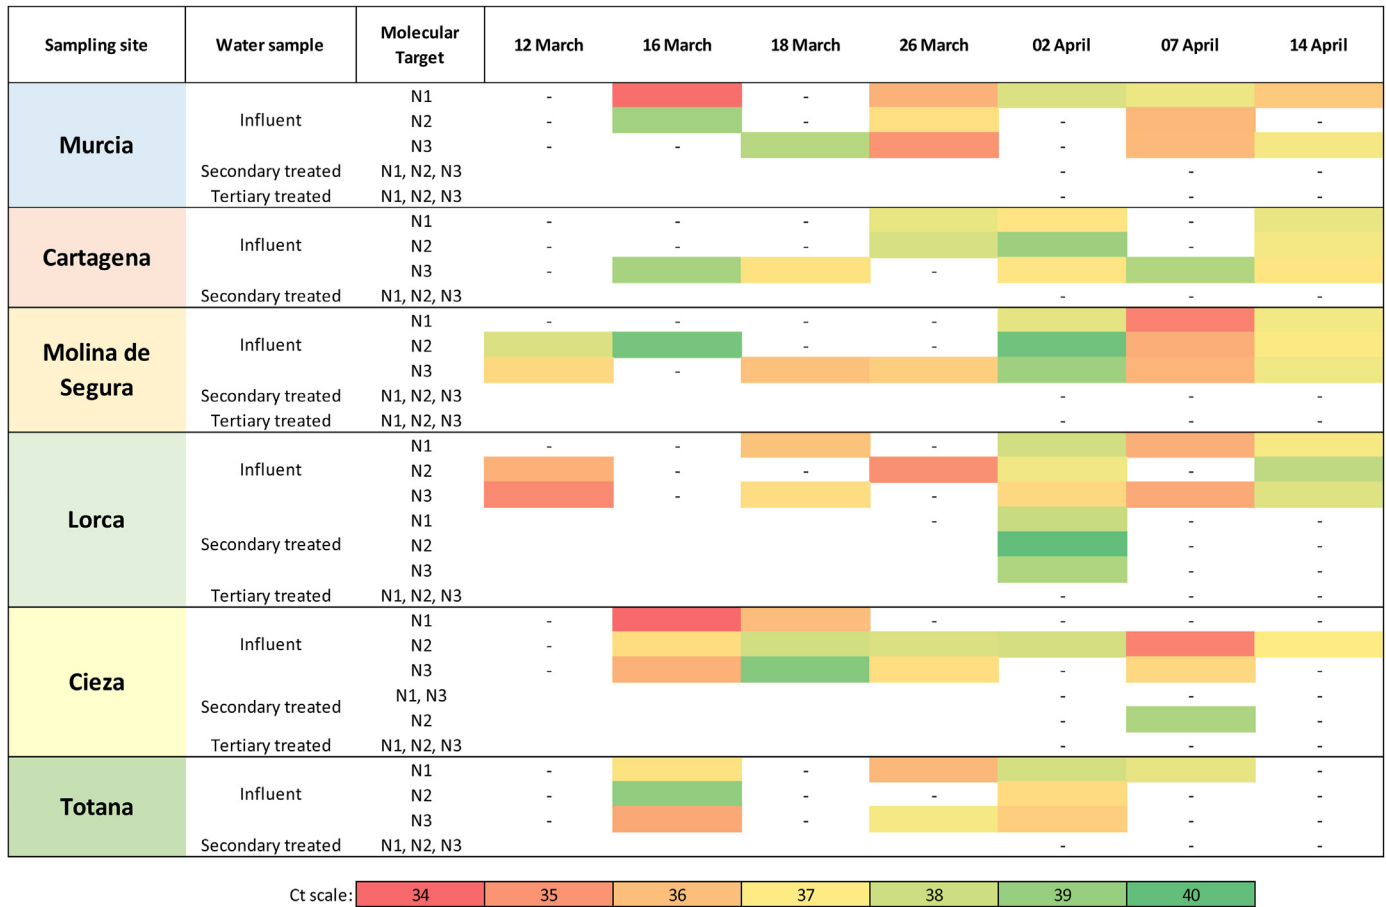 Sampling site Water sample Molecular Target 12 March 16 March 18 March 26 March 02 April 07 April 14 April
Murcia
Influent
N1 - -
N2 - - - -
N3 - - -
Secondary treated N1, N2, N3 - - -
Tertiary treated N1, N2, N3 - - -
Cartagena
Influent
N1 - - - -
N2 - - - -
N3 - -
Secondary treated N1, N2, N3 - - -
Molina de
Segura
Influent
N1 - - - -
N2 - -
N3 -
Secondary treated N1, N2, N3 - - -
Tertiary treated N1, N2, N3 - - -
Lorca
Influent
N1 - - -
N2 - - -
N3 - -
Secondary treated
N1 - - -
N2 - -
N3 - -
Tertiary treated N1, N2, N3 - - -
Cieza
Influent
N1 - - - - -
N2 -
N3 - - -
Secondary treated
N1, N3 - - -
N2 - -
Tertiary treated N1, N2, N3 - - -
Totana
Influent
N1 - - -
N2 - - - - -
N3 - - - -
Secondary treated N1, N2, N3 - - -
Ct scale: 34 35 36 37 38 39 40